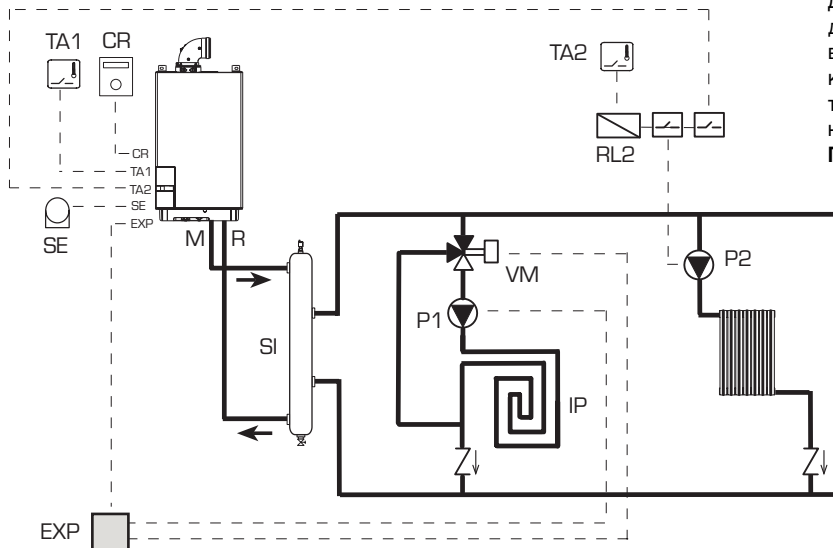 TA1 CR
TA2
CR
TA1
TA2
SE
EXP
RL2
SE
M R
VM
P2
P1
SI
IP
EXP